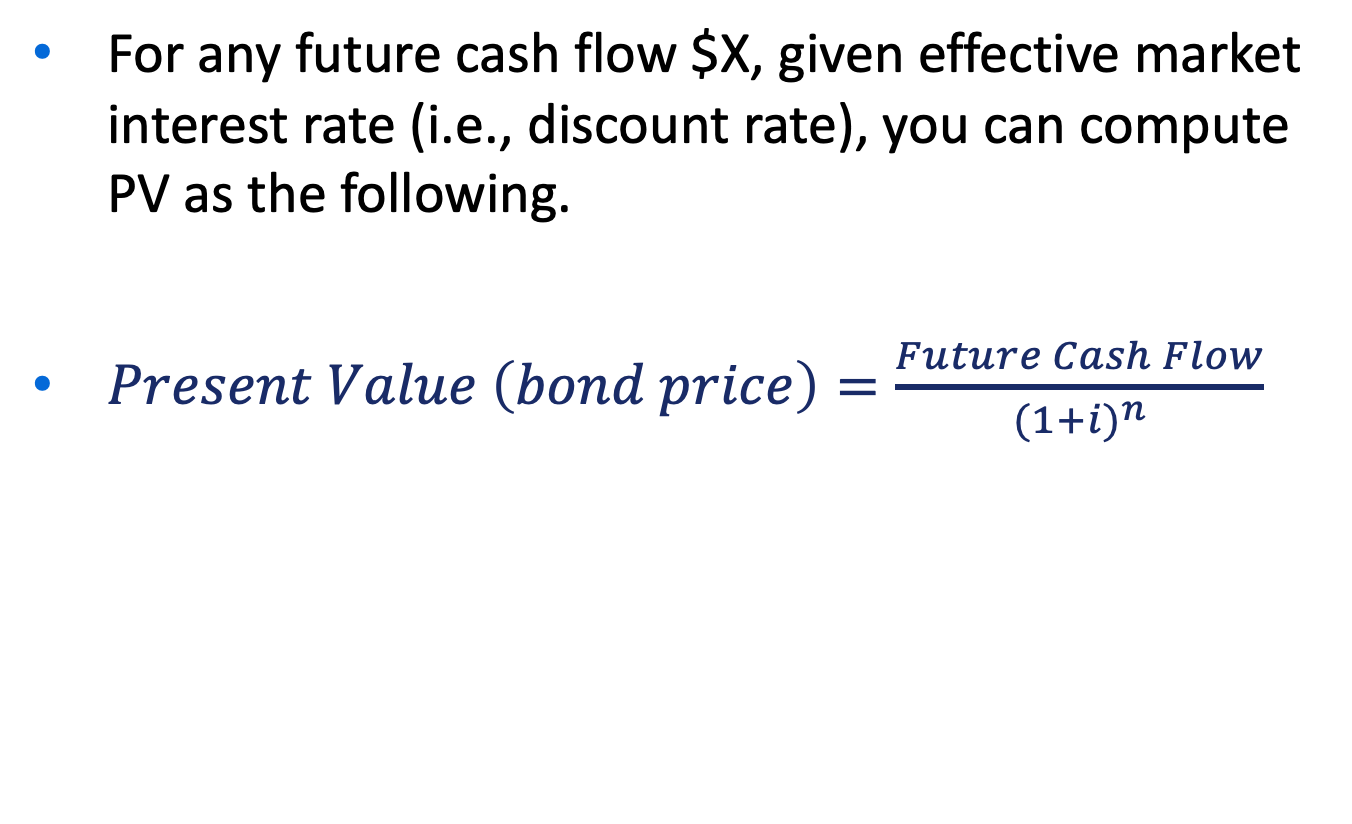 • For any future cash flow $X, given effective market
interest rate (i.e., discount rate), you can compute
PV as the following.
• Present Value (bond price) = Future Cash Flow / (1+i)^n